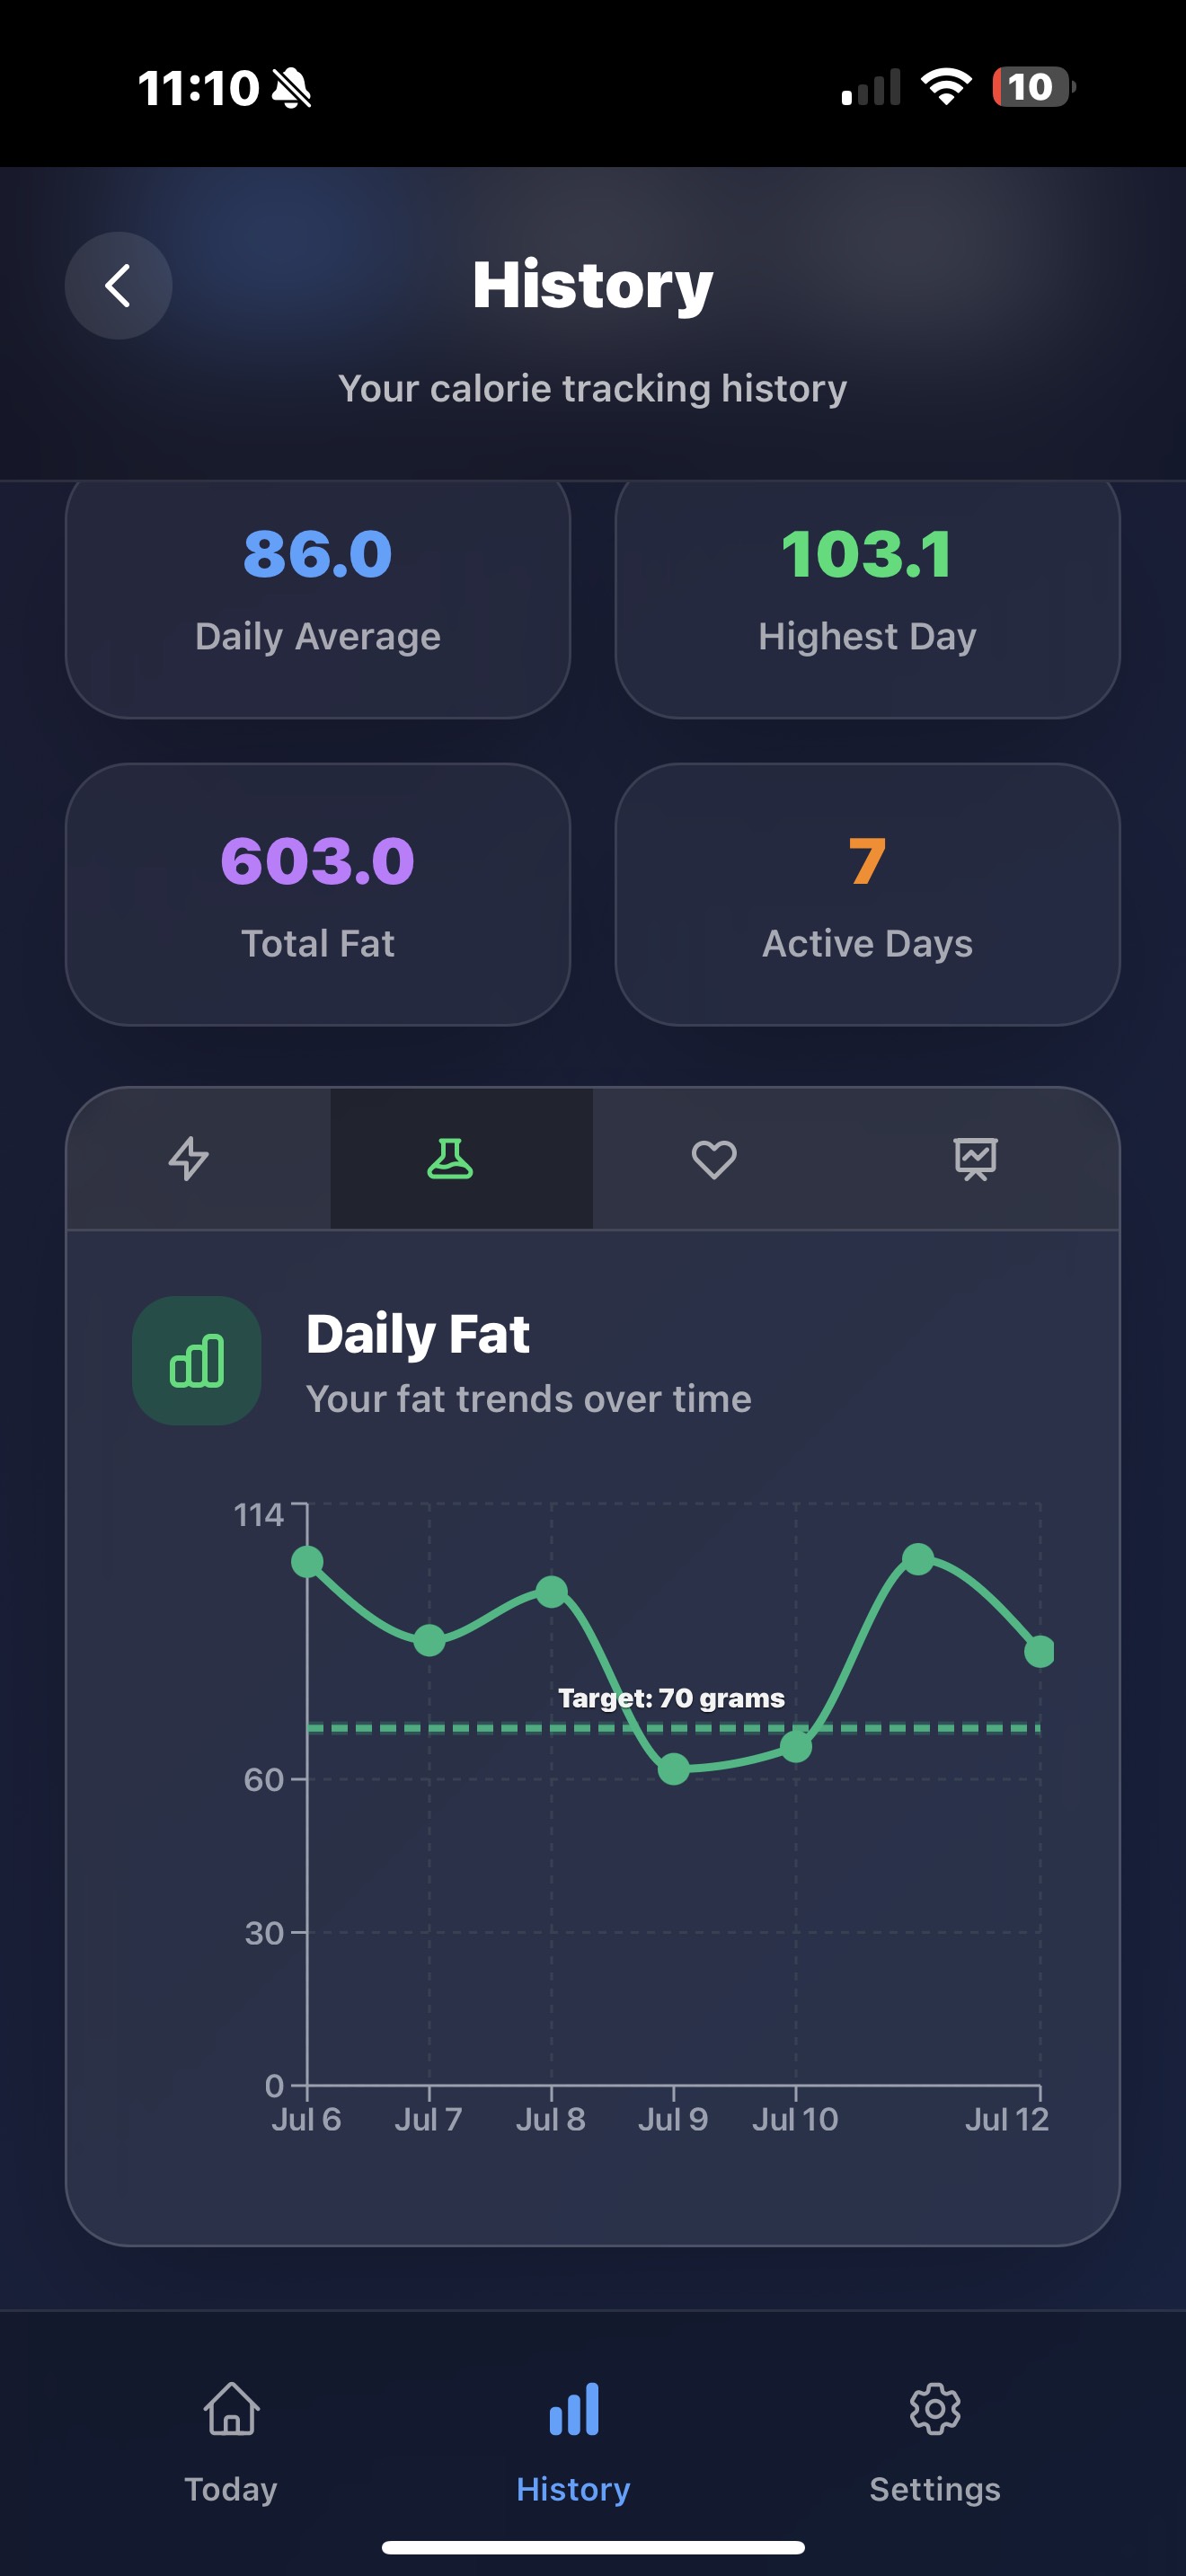 11:10
10
History
Your calorie tracking history
86.0
Daily Average
103.1
Highest Day
603.0
Total Fat
7
Active Days
Daily Fat
Your fat trends over time
114
Target: 70 grams
60
30
0
Jul 6 Jul 7 Jul 8 Jul 9 Jul 10 Jul 12
Today History Settings